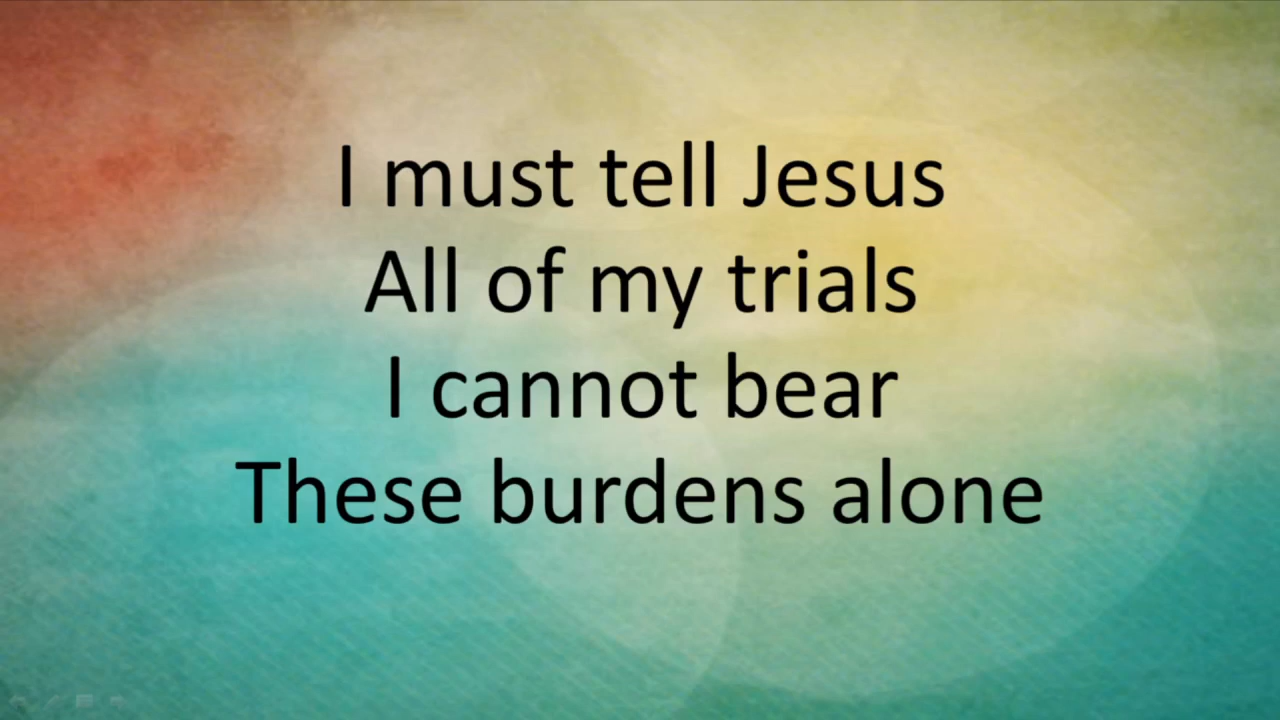 I must tell Jesus
All of my trials
I cannot bear
These burdens alone